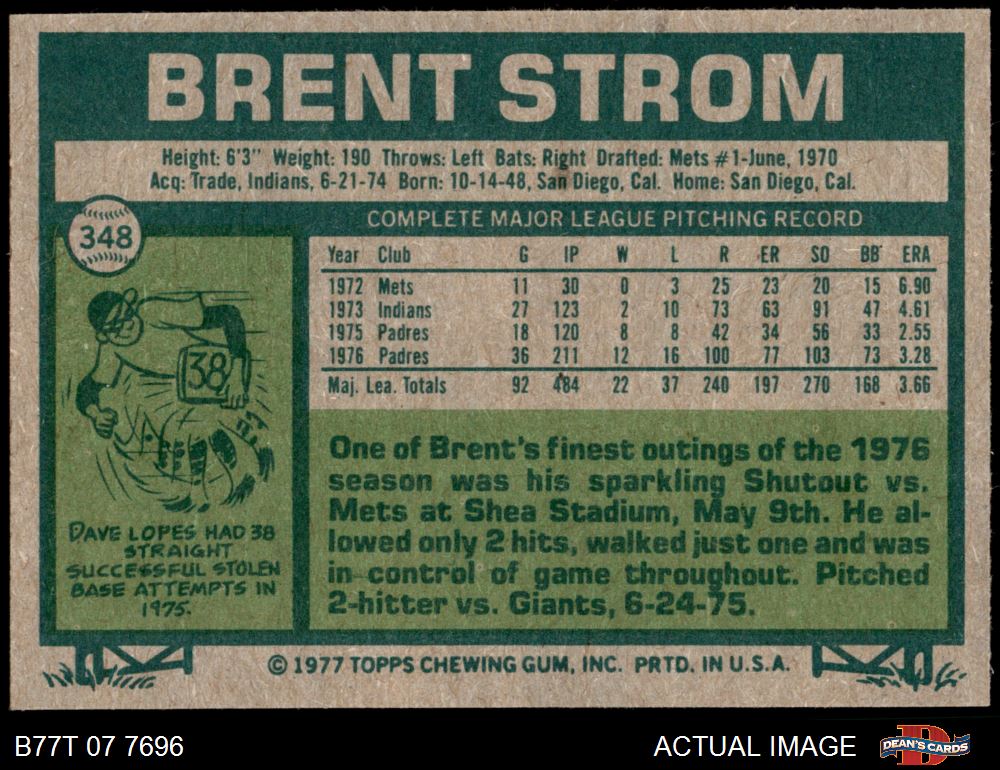 BRENT STROM
Height: 6'3" Weight: 190 Throws: Left Bats: Right Drafted: Mets #1-June, 1970
Acq: Trade, Indians, 6-21-74 Born: 10-14-48, San Diego, Cal. Home: San Diego, Cal.
348
COMPLETE MAJOR LEAGUE PITCHING RECORD
Year Club G IP W L R ER SO BB ERA
1972 Mets 11 30 0 3 25 23 20 15 6.90
1973 Indians 27 123 2 10 73 63 91 47 4.61
1975 Padres 18 120 8 8 42 34 56 33 2.55
1976 Padres 36 211 12 16 100 77 103 73 3.28
Maj. Lea. Totals 92 484 22 37 240 197 270 168 3.66
38
DAVE LOPES HAD 38
STRAIGHT
SUCCESSFUL STOLEN
BASE ATTEMPTS IN
1975.
One of Brent's finest outings of the 1976
season was his sparkling Shutout vs.
Mets at Shea Stadium, May 9th. He al-
lowed only 2 hits, walked just one and was
in control of game throughout. Pitched
2-hitter vs. Giants, 6-24-75.
© 1977 TOPPS CHEWING GUM, INC. PRTD. IN U.S.A.
B77T 07 7696
ACTUAL IMAGE
DEAN'S CARDS